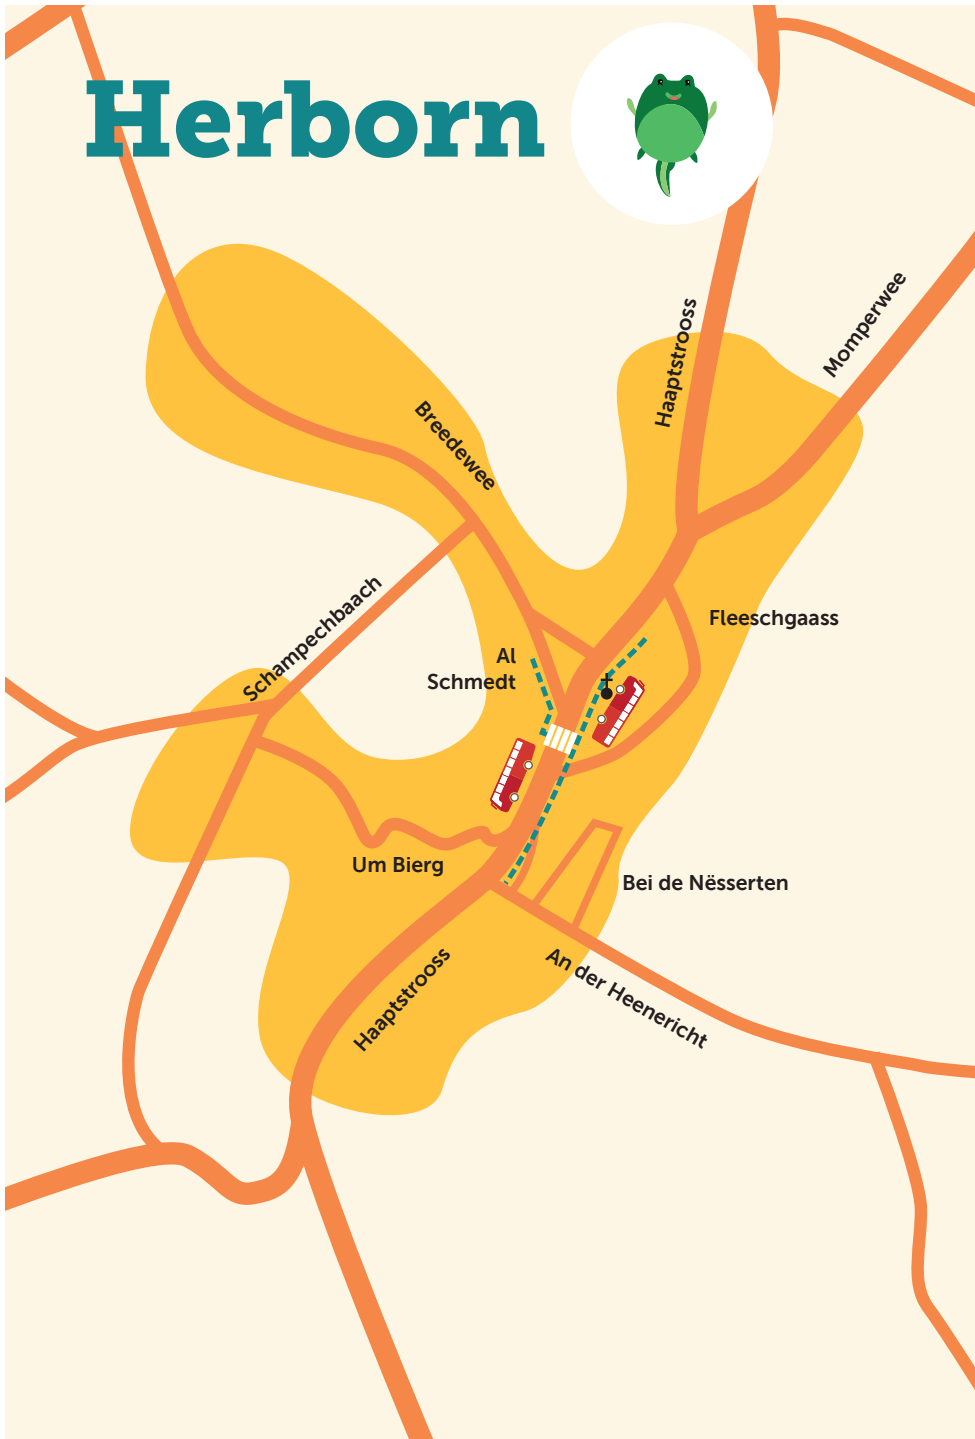 Herborn
Haaptstrooss
Momperwee
Breedewee
Schampechbaach
Fleeschgaass
Al
Schmedt
Um Bierg
Bei de Nësserten
Haaptstrooss
An der Heenericht